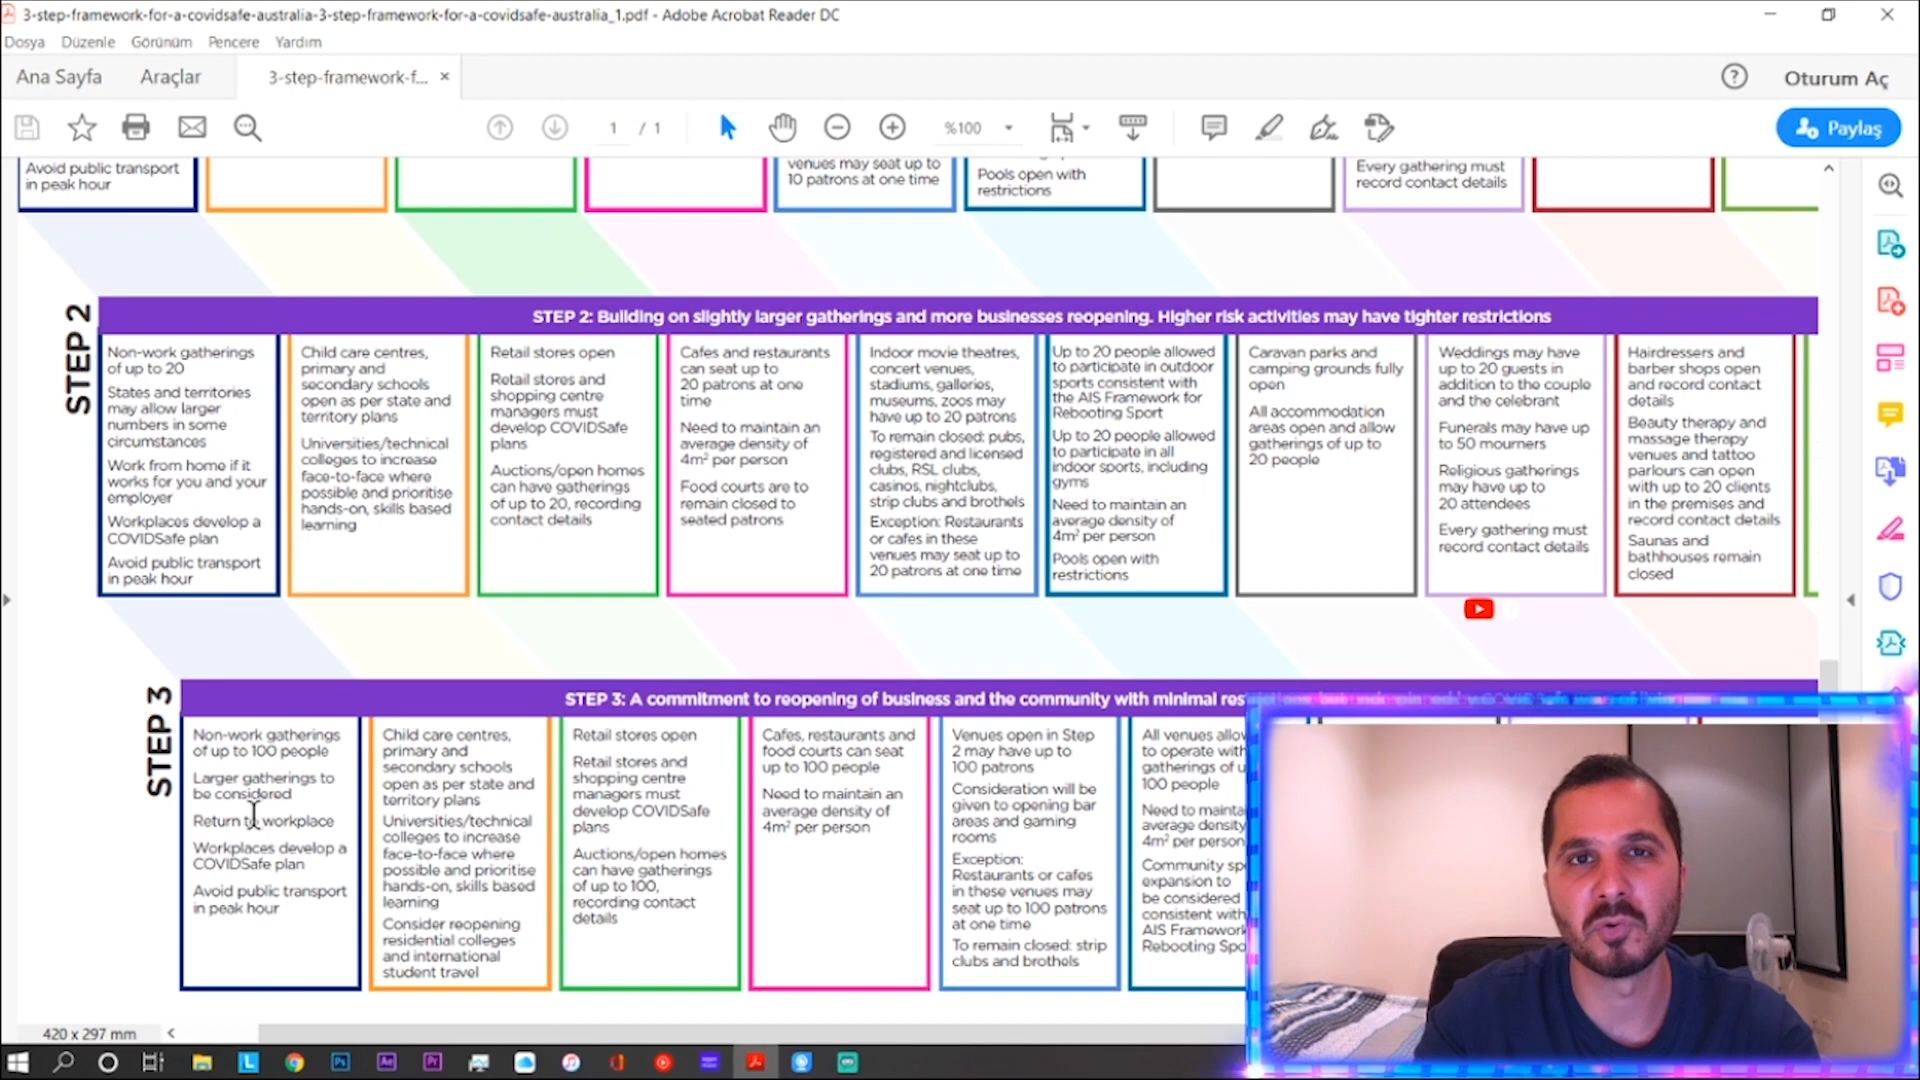 3-step-framework-for-a-covidsafe-australia-3-step-framework-for-a-covidsafe-australia_1.pdf - Adobe Acrobat Reader DC
Dosya Düzenle Görünüm Pencere Yardım
Ana Sayfa Araçlar 3-step-framework-f... Oturum Aç
1 / 1 %100 Paylaş
Avoid public transport
in peak hour
venues may seat up to
10 patrons at one time
Pools open with
restrictions
Every gathering must
record contact details
STEP 2
STEP 2: Building on slightly larger gatherings and more businesses reopening. Higher risk activities may have tighter restrictions
Non-work gatherings
of up to 20
States and territories
may allow larger
numbers in some
circumstances
Work from home if it
works for you and your
employer
Workplaces develop a
COVIDSafe plan
Avoid public transport
in peak hour
Child care centres,
primary and
secondary schools
open as per state and
territory plans
Universities/technical
colleges to increase
face-to-face where
possible and prioritise
hands-on, skills based
learning
Retail stores open
Retail stores and
shopping centre
managers must
develop COVIDSafe
plans
Auctions/open homes
can have gatherings
of up to 20, recording
contact details
Cafes and restaurants
can seat up to
20 patrons at one
time
Need to maintain an
average density of
4m² per person
Food courts are to
remain closed to
seated patrons
Indoor movie theatres,
concert venues,
stadiums, galleries,
museums, zoos may
have up to 20 patrons
To remain closed: pubs,
registered and licensed
clubs, RSL clubs,
casinos, nightclubs,
strip clubs and brothels
Exception: Restaurants
or cafes in these
venues may seat up to
20 patrons at one time
Up to 20 people allowed
to participate in outdoor
sports consistent with
the AIS Framework for
Rebooting Sport
Up to 20 people allowed
to participate in all
indoor sports, including
gyms
Need to maintain an
average density of
4m² per person
Pools open with
restrictions
Caravan parks and
camping grounds fully
open
All accommodation
areas open and allow
gatherings of up to
20 people
Weddings may have
up to 20 guests in
addition to the couple
and the celebrant
Funerals may have up
to 50 mourners
Religious gatherings
may have up to
20 attendees
Every gathering must
record contact details
Hairdressers and
barber shops open
and record contact
details
Beauty therapy and
massage therapy
venues and tattoo
parlours can open
with up to 20 clients
in the premises and
record contact details
Saunas and
bathhouses remain
closed
STEP 3
STEP 3: A commitment to reopening of business and the community with minimal
Non-work gatherings
of up to 100 people
Larger gatherings to
be considered
Return to workplace
Workplaces develop a
COVIDSafe plan
Avoid public transport
in peak hour
Child care centres,
primary and
secondary schools
open as per state and
territory plans
Universities/technical
colleges to increase
face-to-face where
possible and prioritise
hands-on, skills based
learning
Consider reopening
residential colleges
and international
student travel
Retail stores open
Retail stores and
shopping centre
managers must
develop COVIDSafe
plans
Auctions/open homes
can have gatherings
of up to 100,
recording contact
details
Cafes, restaurants and
food courts can seat
up to 100 people
Need to maintain an
average density of
4m² per person
Venues open in Step
2 may have up to
100 patrons
Consideration will be
given to opening bar
areas and gaming
rooms
Exception:
Restaurants or cafes
in these venues may
seat up to 100 patrons
at one time
To remain closed: strip
clubs and brothels
All venues
to operate
gatherings of
100 people
Need to
average density
4m² per person
Community
expansion to
be considered
consistent with
AIS Framework
Rebooting
420 x 297 mm